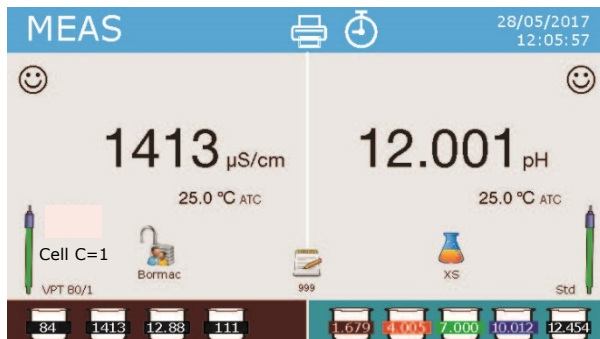 MEAS
28/05/2017
12:05:57
1413 µS/cm
25.0 °C ATC
12.001 pH
25.0 °C ATC
Cell C=1
VPT 80/1
Bormac
999
XS
Std
84 1413 12.88 111
1.679 4.005 7.000 10.012 12.454